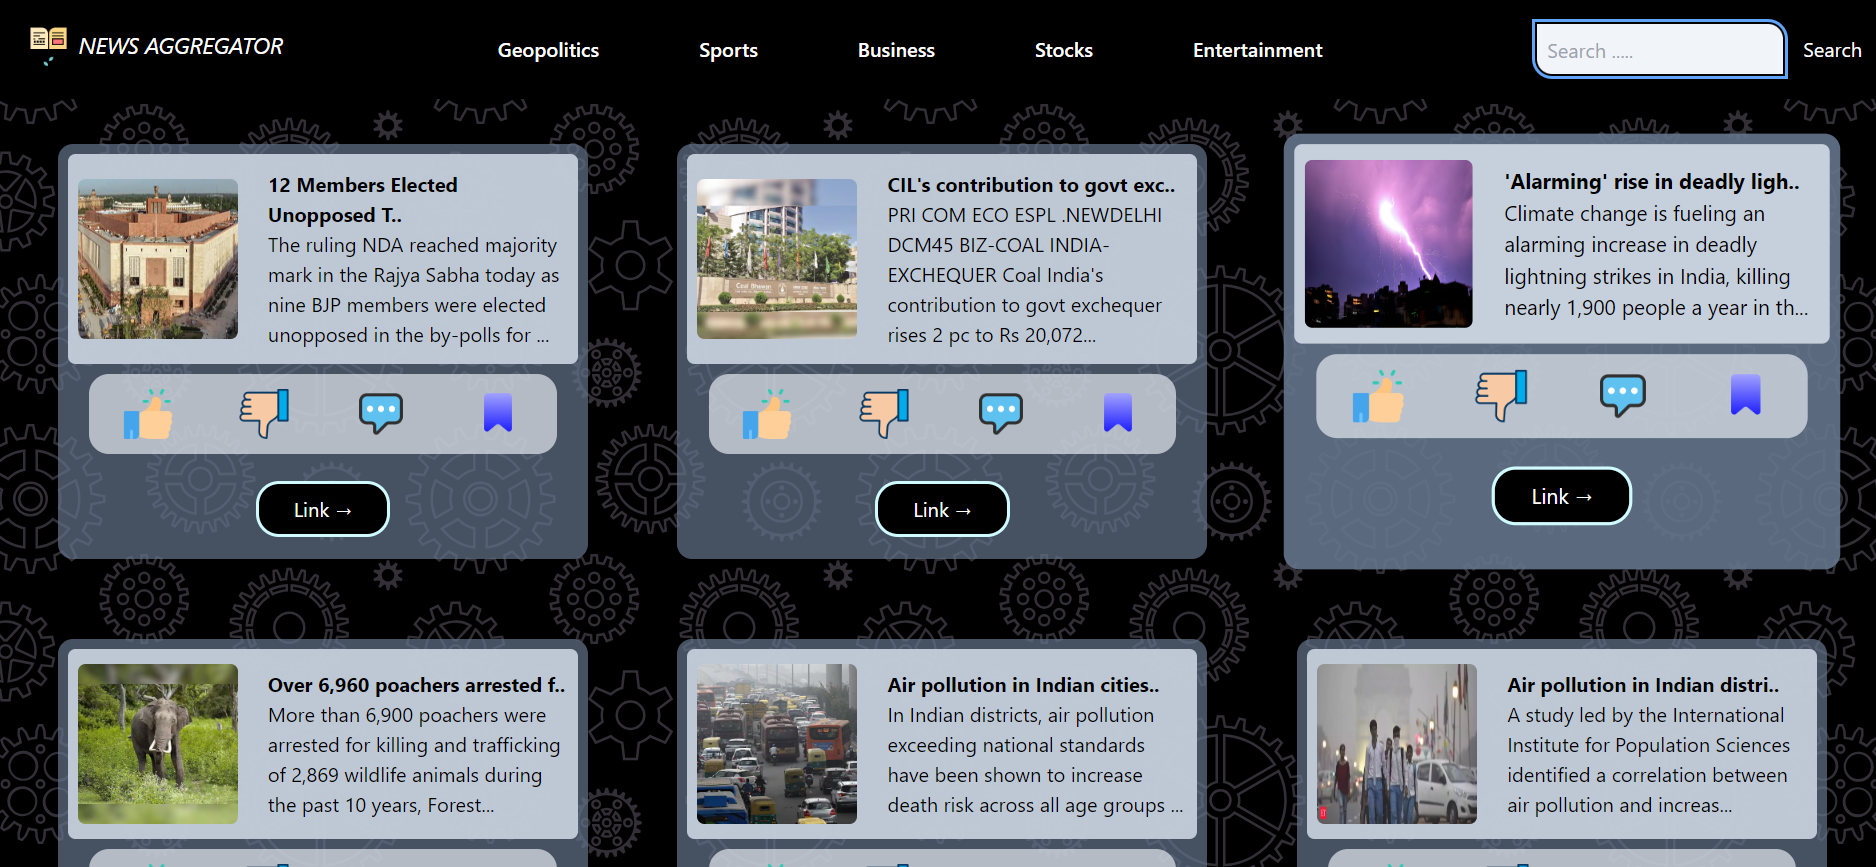 NEWS AGGREGATOR
Geopolitics
Sports
Business
Stocks
Entertainment
Search .....
Search
12 Members Elected
Unopposed T..
The ruling NDA reached majority
mark in the Rajya Sabha today as
nine BJP members were elected
unopposed in the by-polls for ...
Link →
CIL's contribution to govt exc..
PRI COM ECO ESPL .NEWDELHI
DCM45 BIZ-COAL INDIA-
EXCHEQUER Coal India's
contribution to govt exchequer
rises 2 pc to Rs 20,072...
Link →
'Alarming' rise in deadly ligh..
Climate change is fueling an
alarming increase in deadly
lightning strikes in India, killing
nearly 1,900 people a year in th...
Link →
Over 6,960 poachers arrested f..
More than 6,900 poachers were
arrested for killing and trafficking
of 2,869 wildlife animals during
the past 10 years, Forest...
Air pollution in Indian cities..
In Indian districts, air pollution
exceeding national standards
have been shown to increase
death risk across all age groups ...
Air pollution in Indian distri..
A study led by the International
Institute for Population Sciences
identified a correlation between
air pollution and increas...